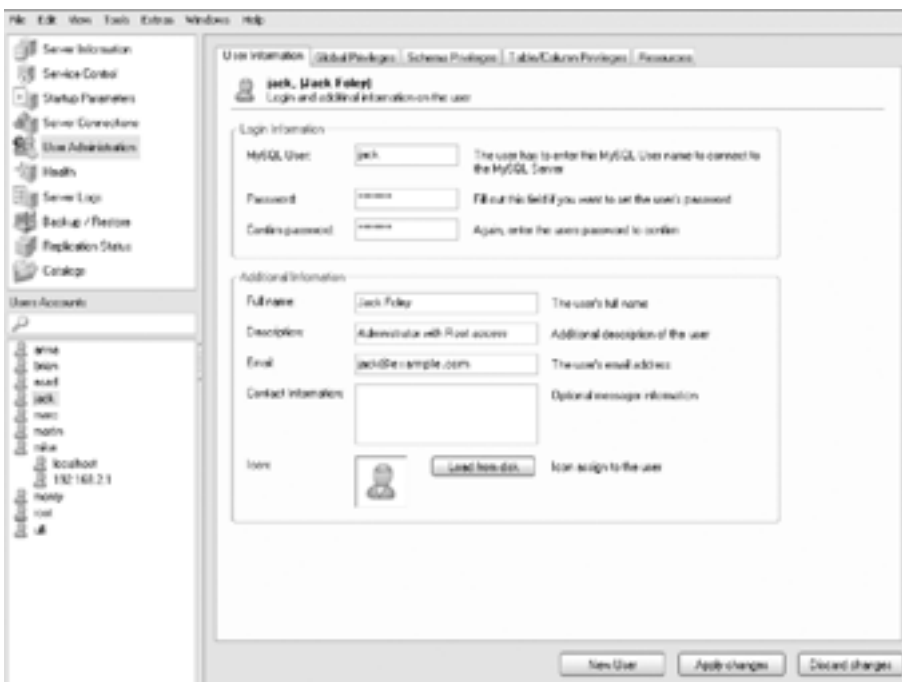 File Edit View Tools Extras Windows Help
Server Information
Service Control
Startup Parameters
Server Connections
User Administration
Health
Server Logs
Backup / Restore
Replication Status
Catalogs
Users Accounts
brian
jack
marc
martin
mike
localhost
192.168.2.1
monty
root
ulli
User Information Global Privileges Schema Privileges Table/Column Privileges Resources
jack, (Jack Foley)
Login and additinal information on the user
Login Information
MySQL User: jack The user has to enter this MySQL User name to connect to
the MySQL Server
Password: ******* Fill out this field if you want to set the user's password
Confirm password: ******* Again, enter the users password to confirm
Additional Information
Full name: Jack Foley The user's full name
Description: Administrator with Root access Additional description of the user
Email: jack@example.com The user's email address
Contact Information: Optional messager information
Icon: Load from disk Icon assign to the user
New User Apply changes Discard changes